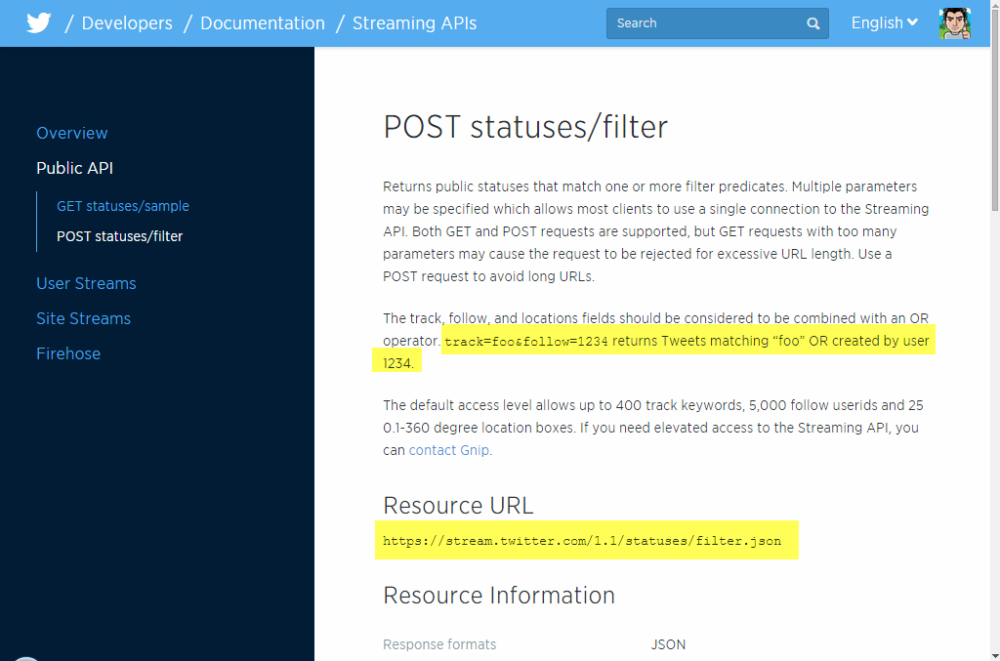 / Developers / Documentation / Streaming APIs Search English
Overview
Public API
GET statuses/sample
POST statuses/filter
User Streams
Site Streams
Firehose
POST statuses/filter
Returns public statuses that match one or more filter predicates. Multiple parameters
may be specified which allows most clients to use a single connection to the Streaming
API. Both GET and POST requests are supported, but GET requests with too many
parameters may cause the request to be rejected for excessive URL length. Use a
POST request to avoid long URLs.
The track, follow, and locations fields should be considered to be combined with an OR
operator. track=foo&follow=1234 returns Tweets matching “foo” OR created by user
1234.
The default access level allows up to 400 track keywords, 5,000 follow userids and 25
0.1-360 degree location boxes. If you need elevated access to the Streaming API, you
can contact Gnip.
Resource URL
https://stream.twitter.com/1.1/statuses/filter.json
Resource Information
Response formats JSON